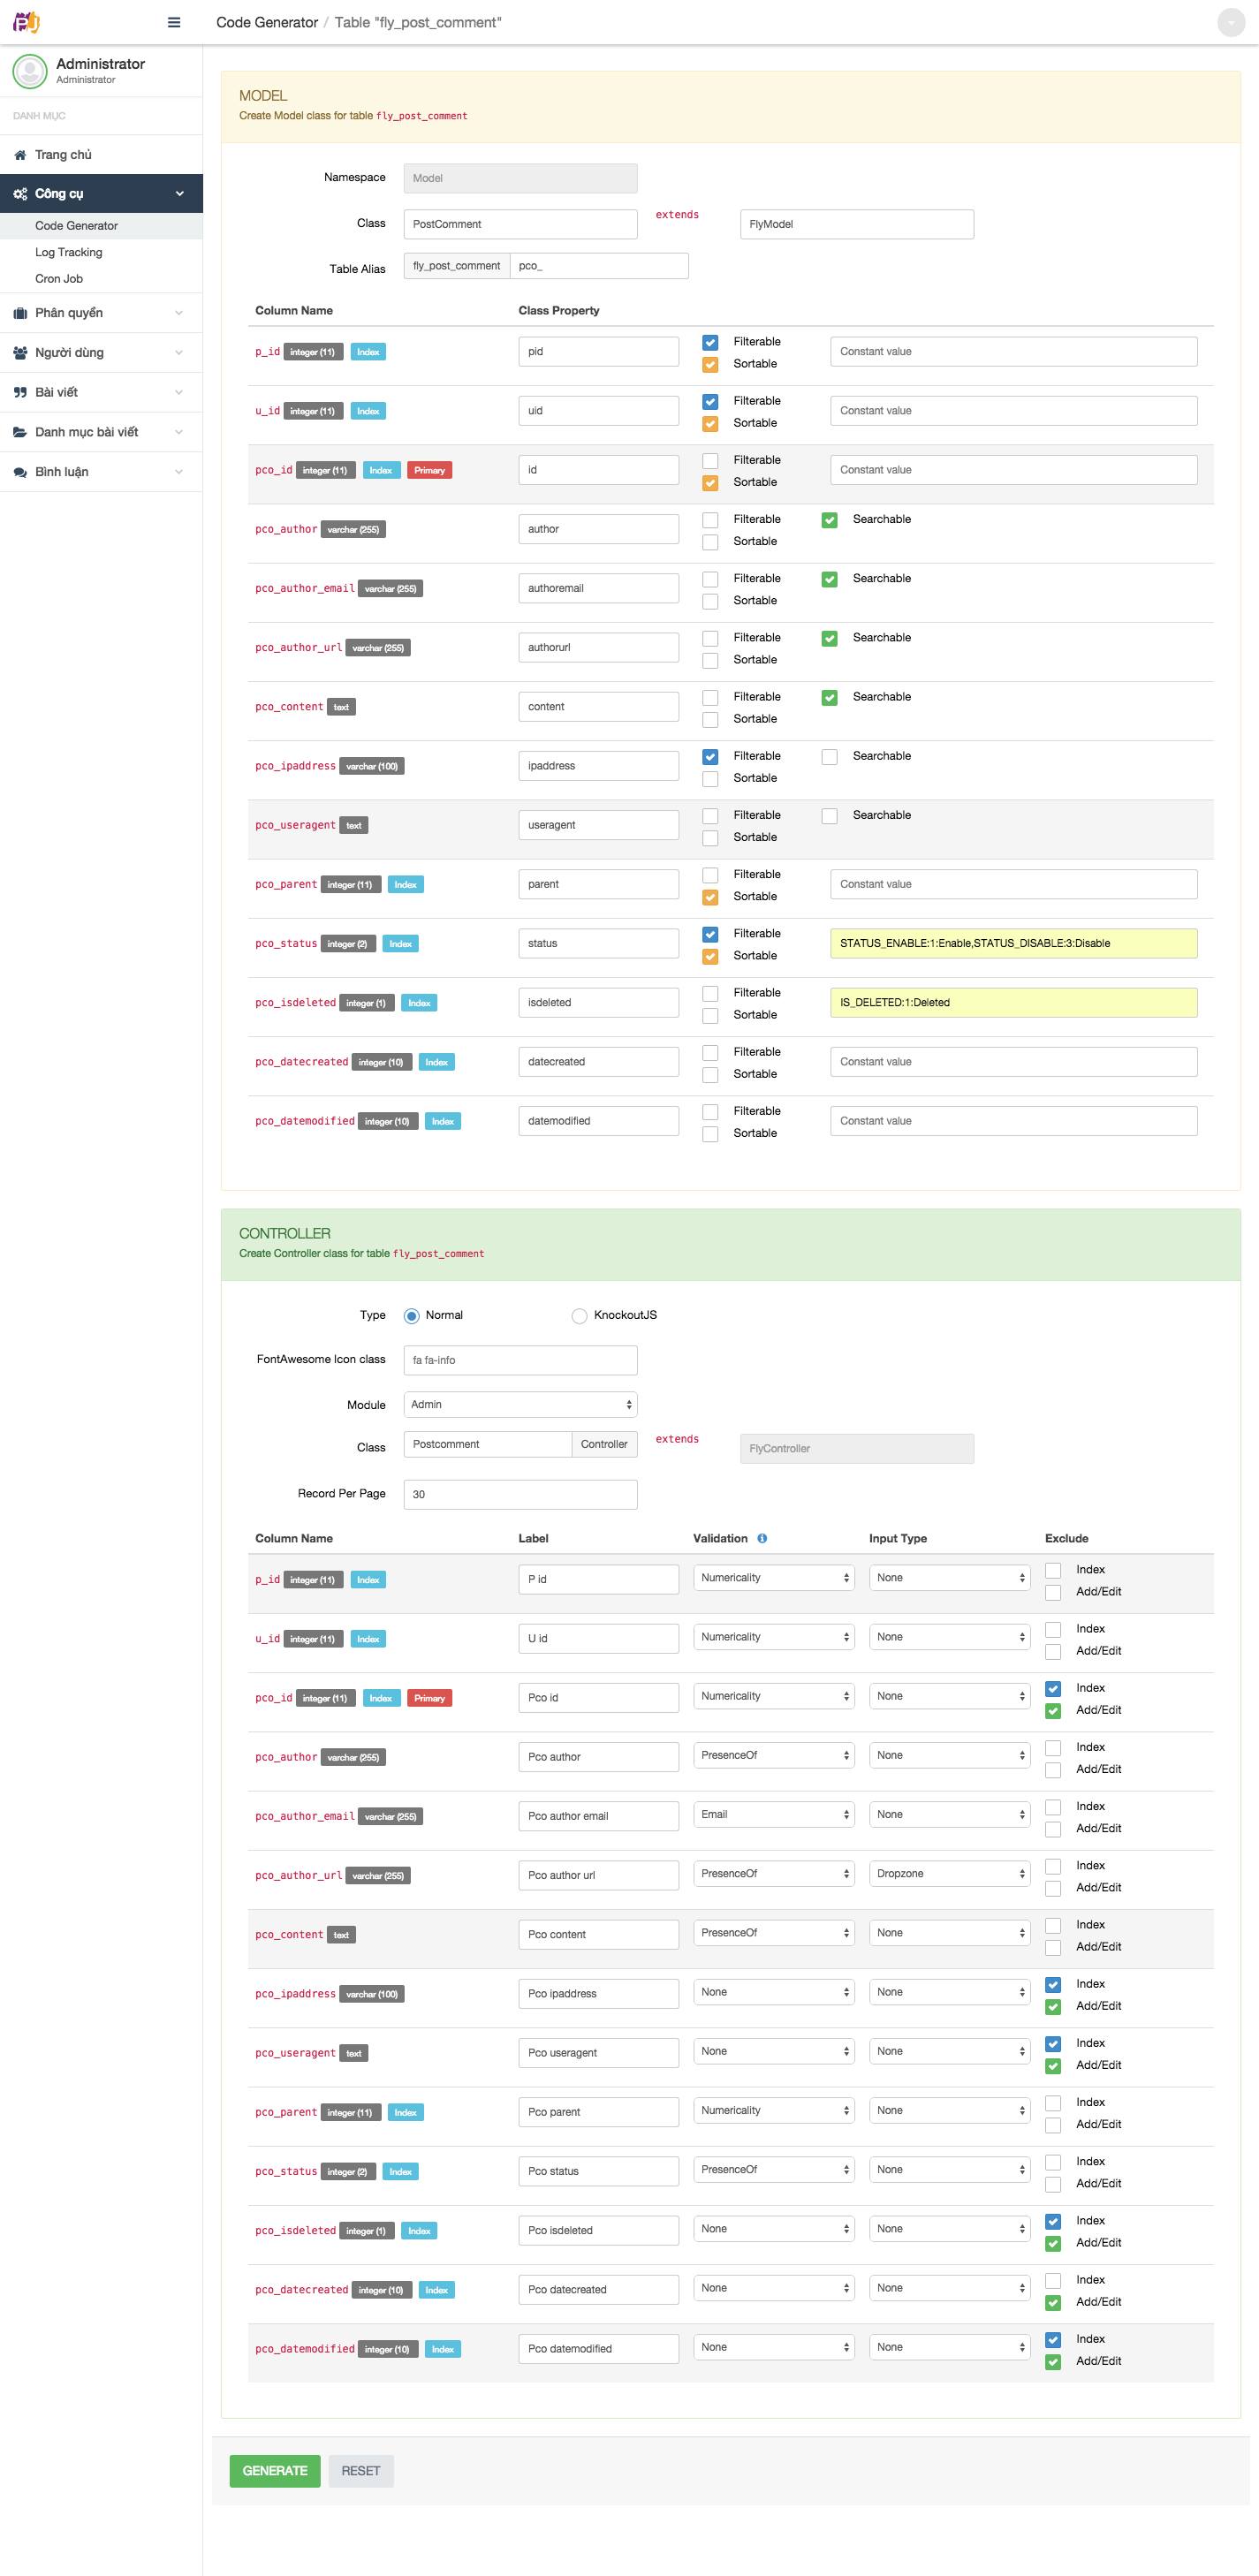 Code Generator / Table "fly_post_comment"
Administrator
Administrator
DANH MỤC
Trang chủ
Công cụ
Code Generator
Log Tracking
Cron Job
Phân quyền
Người dùng
Bài viết
Danh mục bài viết
Bình luận
MODEL
Create Model class for table fly_post_comment
Namespace Model
Class PostComment extends FlyModel
Table Alias fly_post_comment pco_
Column Name Class Property
p_id integer (11) Index pid Filterable Constant value
Sortable
u_id integer (11) Index uid Filterable Constant value
Sortable
pco_id integer (11) Index Primary id Filterable Constant value
Sortable
pco_author varchar (255) author Filterable Searchable
Sortable
pco_author_email varchar (255) authoremail Filterable Searchable
Sortable
pco_author_url varchar (255) authorurl Filterable Searchable
Sortable
pco_content text content Filterable Searchable
Sortable
pco_ipaddress varchar (100) ipaddress Filterable Searchable
Sortable
pco_useragent text useragent Filterable Searchable
Sortable
pco_parent integer (11) Index parent Filterable Constant value
Sortable
pco_status integer (2) Index status Filterable STATUS_ENABLE:1:Enable,STATUS_DISABLE:3:Disable
Sortable
pco_isdeleted integer (1) Index isdeleted Filterable IS_DELETED:1:Deleted
Sortable
pco_datecreated integer (10) Index datecreated Filterable Constant value
Sortable
pco_datemodified integer (10) Index datemodified Filterable Constant value
Sortable
CONTROLLER
Create Controller class for table fly_post_comment
Type Normal KnockoutJS
FontAwesome Icon class fa fa-info
Module Admin
Class Postcomment Controller extends FlyController
Record Per Page 30
Column Name Label Validation Input Type Exclude
p_id integer (11) Index P id Numericality None Index
Add/Edit
u_id integer (11) Index U id Numericality None Index
Add/Edit
pco_id integer (11) Index Primary Pco id Numericality None Index
Add/Edit
pco_author varchar (255) Pco author PresenceOf None Index
Add/Edit
pco_author_email varchar (255) Pco author email Email None Index
Add/Edit
pco_author_url varchar (255) Pco author url PresenceOf Dropzone Index
Add/Edit
pco_content text Pco content PresenceOf None Index
Add/Edit
pco_ipaddress varchar (100) Pco ipaddress None None Index
Add/Edit
pco_useragent text Pco useragent None None Index
Add/Edit
pco_parent integer (11) Index Pco parent Numericality None Index
Add/Edit
pco_status integer (2) Index Pco status PresenceOf None Index
Add/Edit
pco_isdeleted integer (1) Index Pco isdeleted None None Index
Add/Edit
pco_datecreated integer (10) Index Pco datecreated None None Index
Add/Edit
pco_datemodified integer (10) Index Pco datemodified None None Index
Add/Edit
GENERATE RESET